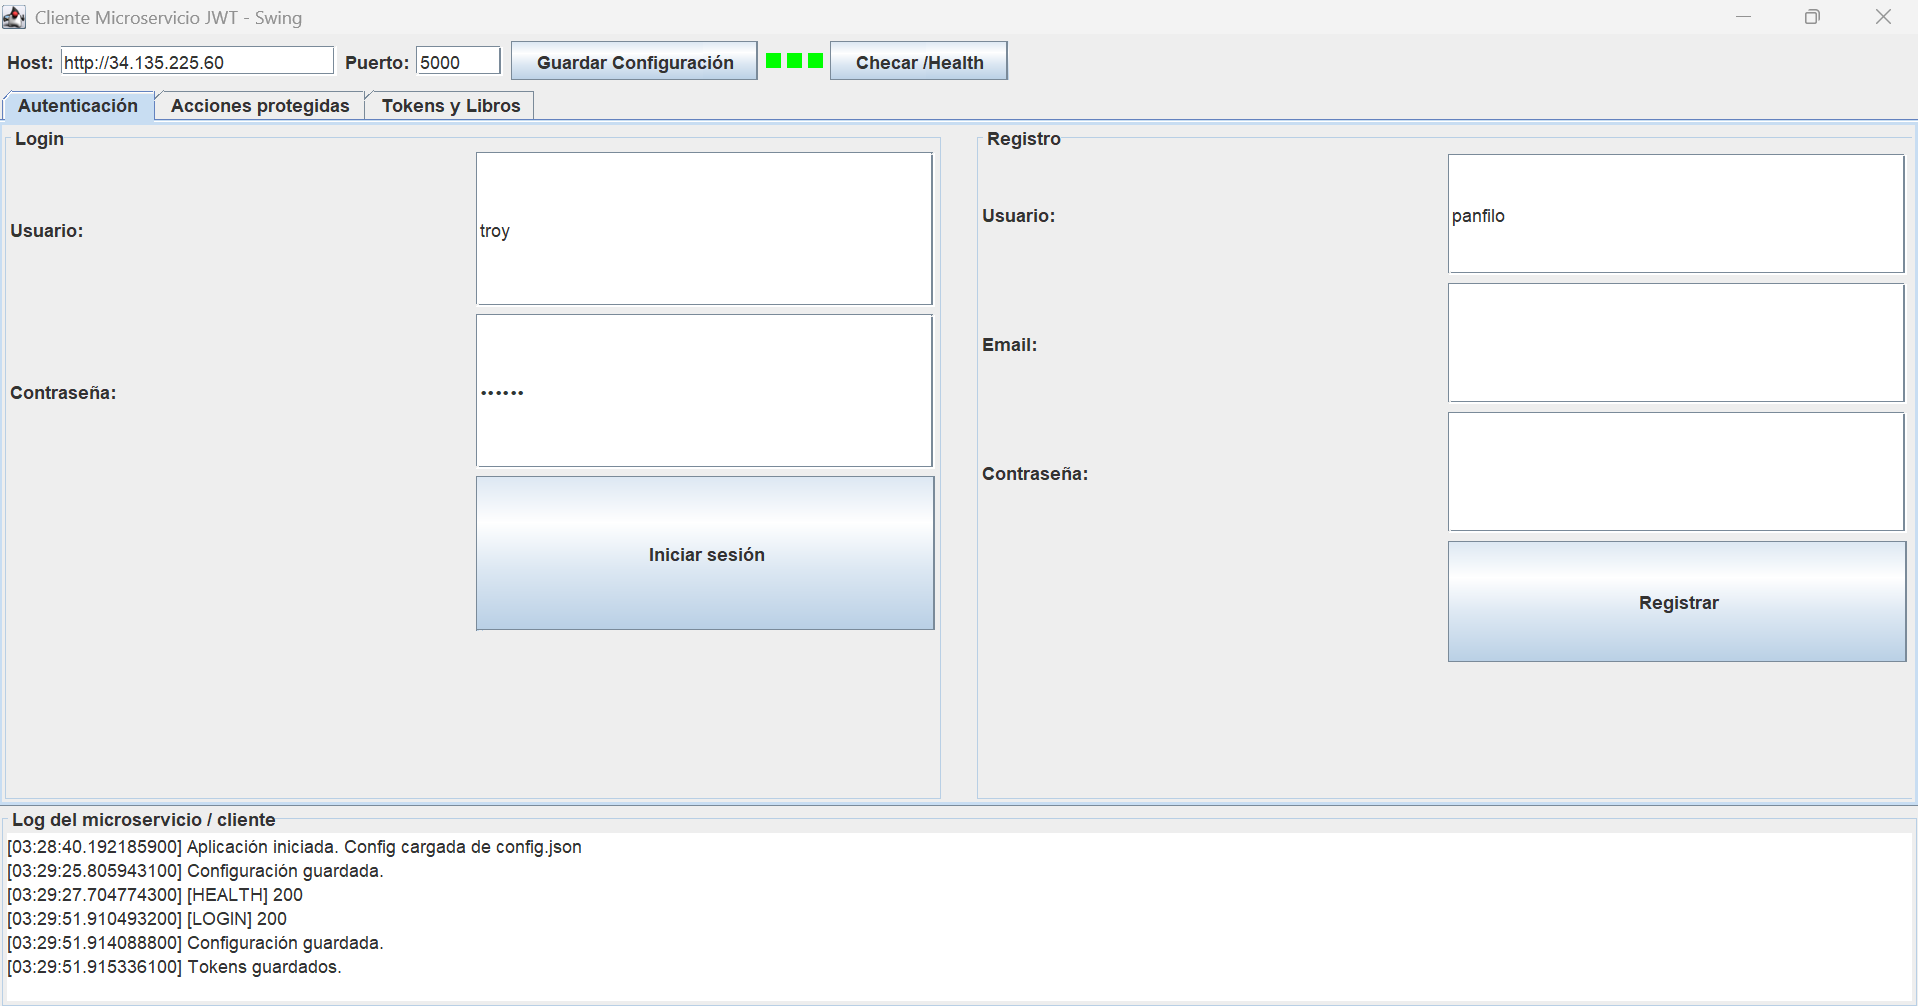 Cliente Microservicio JWT - Swing
Host: http://34.135.225.60 Puerto: 5000 Guardar Configuración Checar /Health
Autenticación Acciones protegidas Tokens y Libros
Login
Usuario: troy
Contraseña: ••••••
Iniciar sesión
Registro
Usuario: panfilo
Email:
Contraseña:
Registrar
Log del microservicio / cliente
[03:28:40.192185900] Aplicación iniciada. Config cargada de config.json
[03:29:25.805943100] Configuración guardada.
[03:29:27.704774300] [HEALTH] 200
[03:29:51.910493200] [LOGIN] 200
[03:29:51.914088800] Configuración guardada.
[03:29:51.915336100] Tokens guardados.